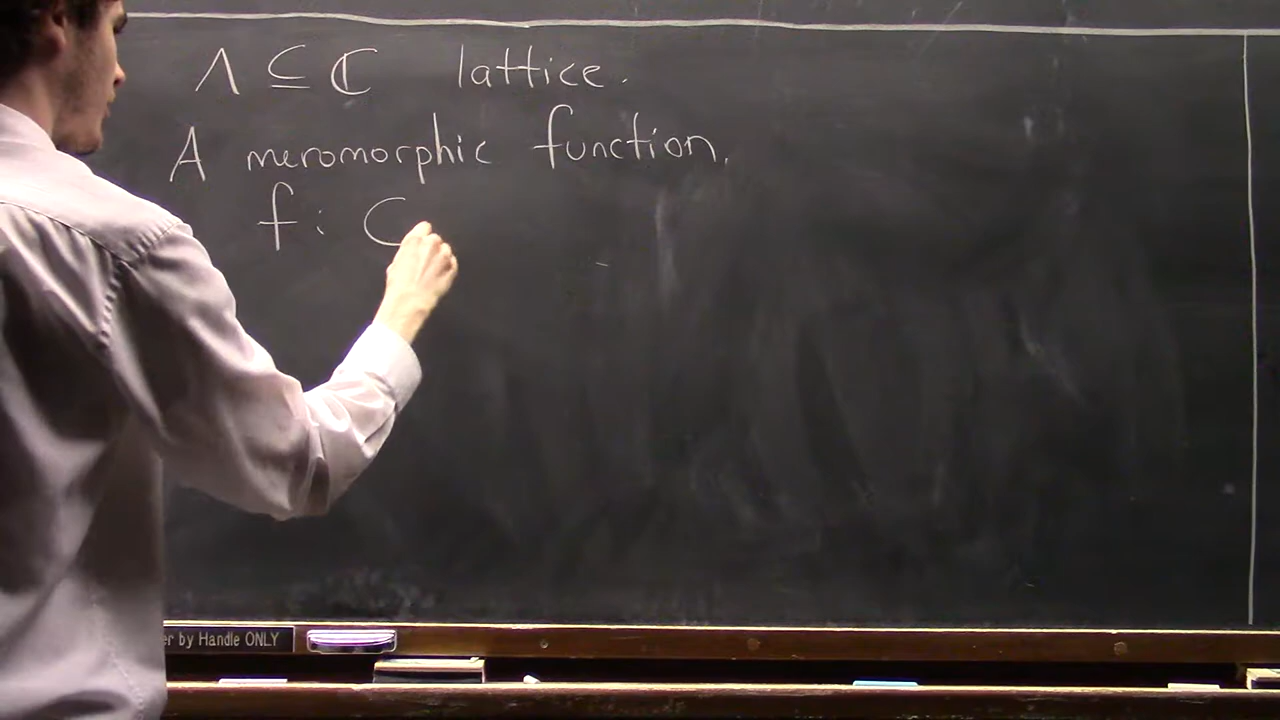 Λ ⊆ ℂ lattice.
A meromorphic function,
f: C
er by Handle ONLY